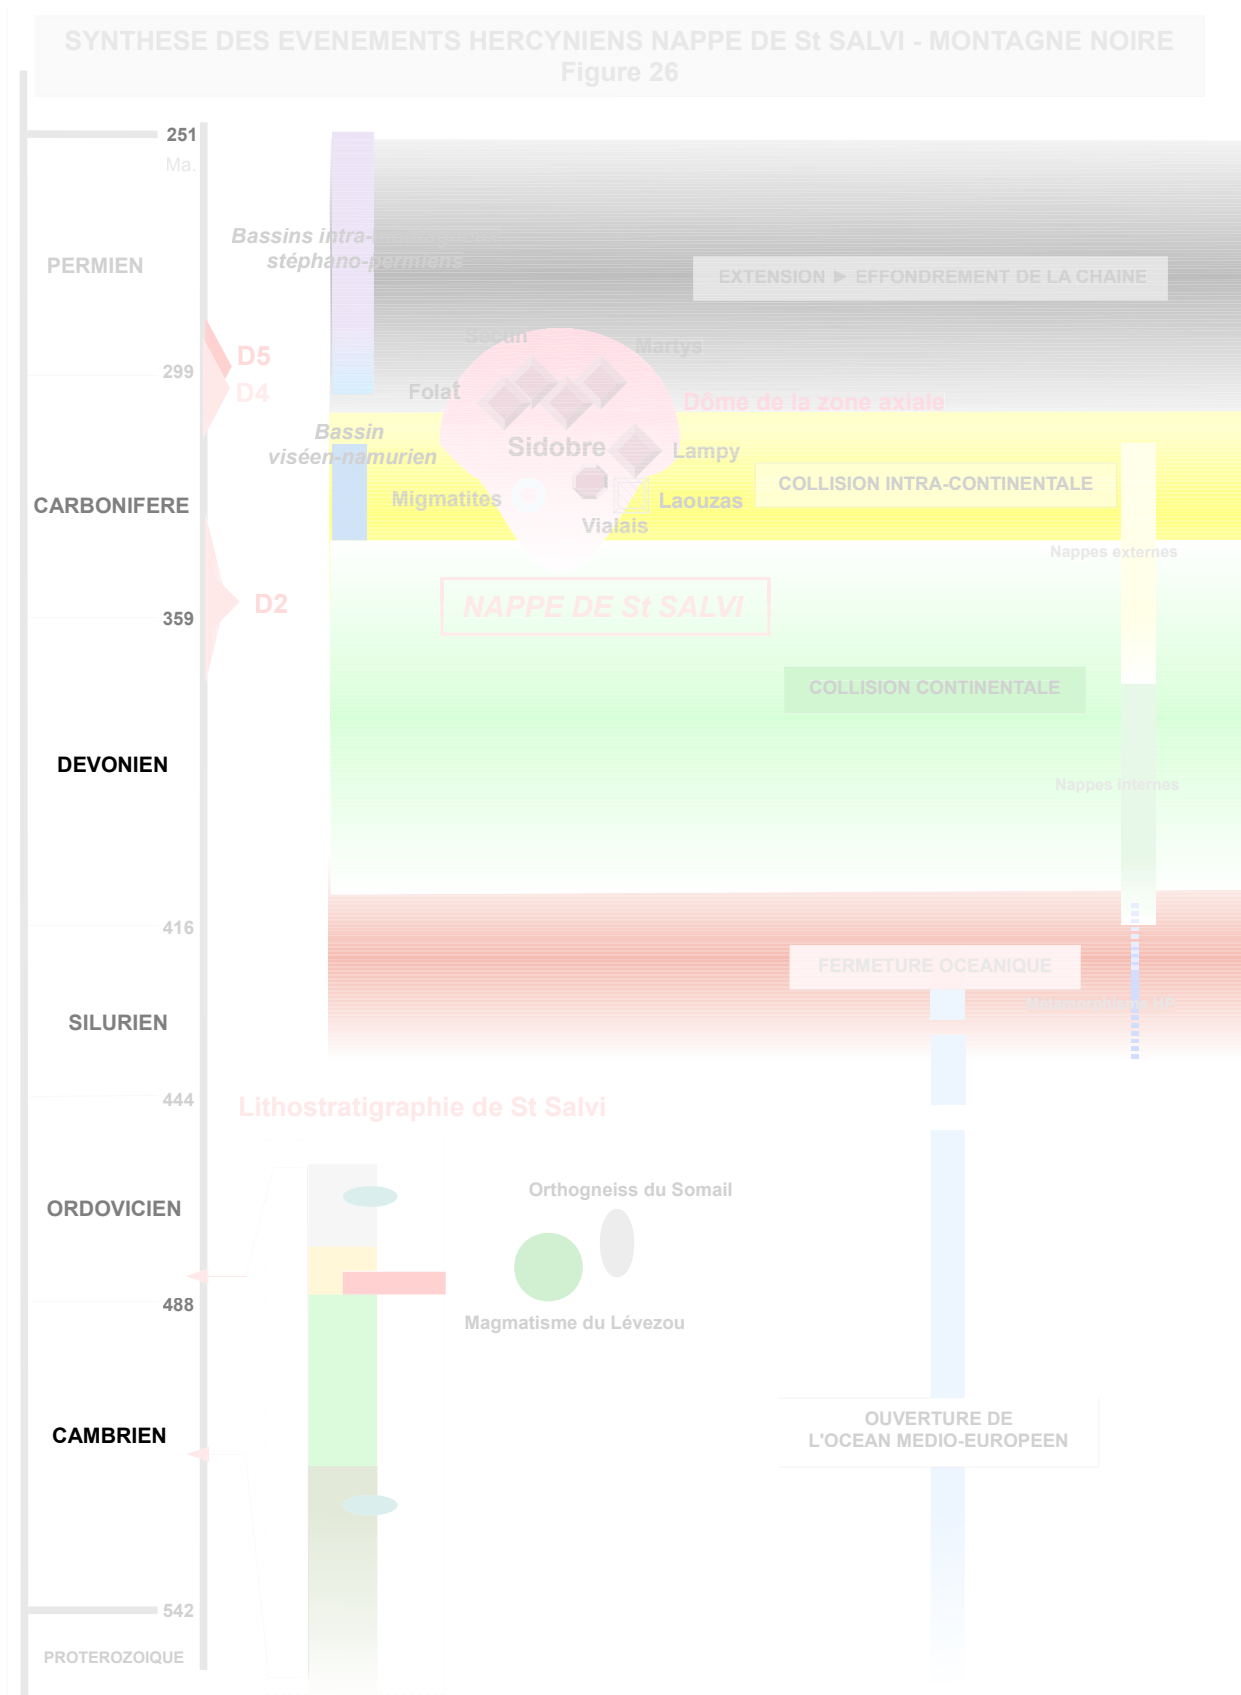 SYNTHESE DES EVENEMENTS HERCYNIENS NAPPE DE St SALVI - MONTAGNE NOIRE
Figure 26
251
Ma.
Bassins intra-
stéphano-permiens
PERMIEN
EXTENSION ► EFFONDREMENT DE LA CHAINE
Sécun
Martys
D5
299
D4
Folat
Dôme de la zone axiale
Bassin
viséen-namurien
Sidobre
Lampy
COLLISION INTRA-CONTINENTALE
CARBONIFERE
Migmatites
Laouzas
Vialais
Nappes externes
D2
NAPPE DE St SALVI
359
COLLISION CONTINENTALE
DEVONIEN
Nappes internes
416
FERMETURE OCEANIQUE
Métamorphisme HP
SILURIEN
444
Lithostratigraphie de St Salvi
Orthogneiss du Somail
ORDOVICIEN
488
Magmatisme du Lévezou
OUVERTURE DE
L'OCEAN MEDIO-EUROPEEN
CAMBRIEN
542
PROTEROZOIQUE